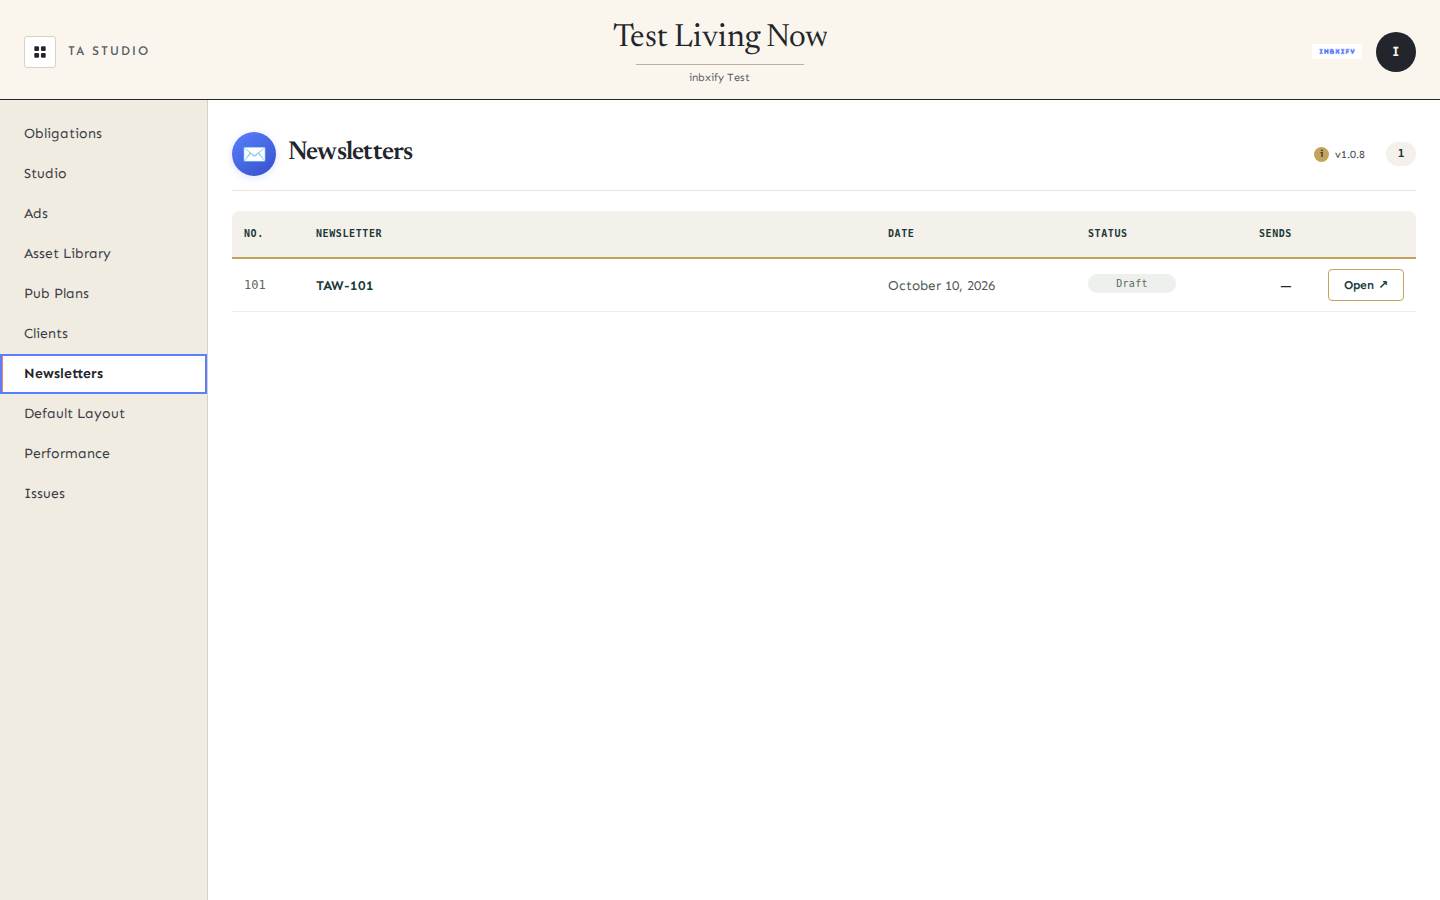 TA STUDIO
Test Living Now
inbxify Test
INBXIFY
I
Obligations
Studio
Ads
Asset Library
Pub Plans
Clients
Newsletters
Default Layout
Performance
Issues
Newsletters
i v1.0.8
1
NO. NEWSLETTER DATE STATUS SENDS
101 TAW-101 October 10, 2026 Draft — Open ↗